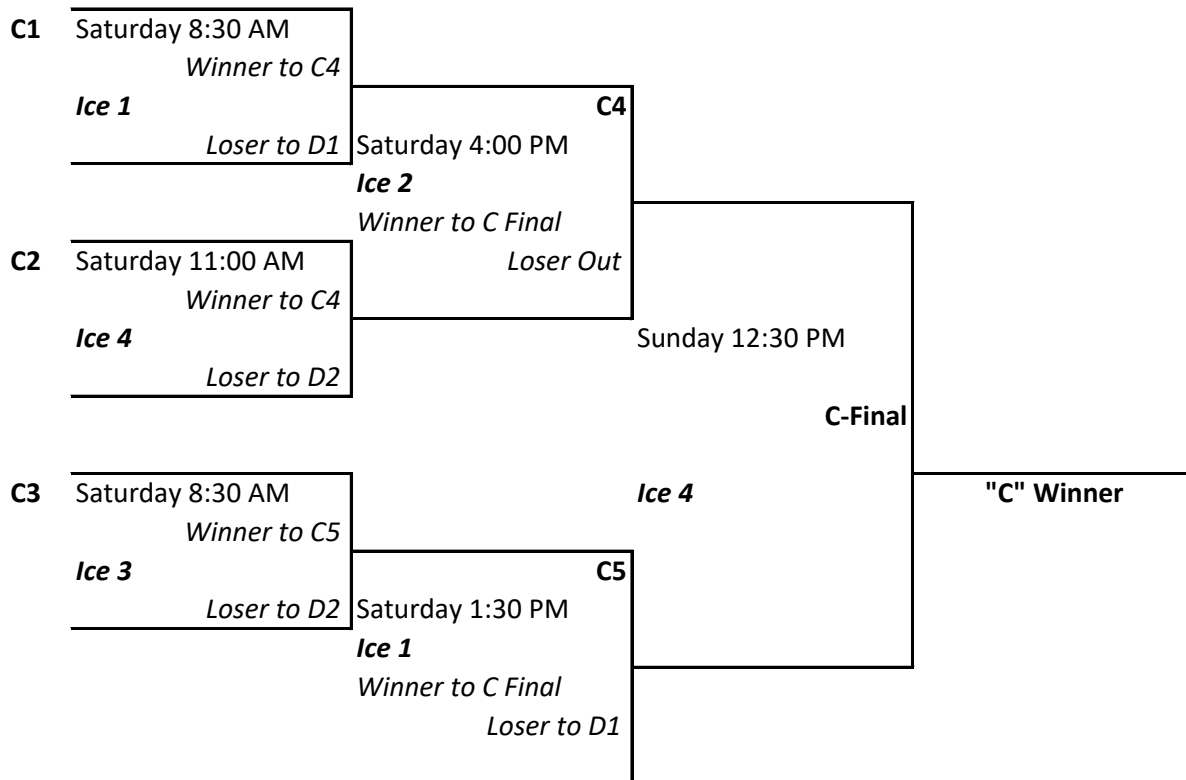 C1 Saturday 8:30 AM
Winner to C4
Ice 1 C4
Loser to D1 Saturday 4:00 PM
Ice 2
Winner to C Final
C2 Saturday 11:00 AM Loser Out
Winner to C4
Ice 4 Sunday 12:30 PM
Loser to D2
C-Final
C3 Saturday 8:30 AM Ice 4 "C" Winner
Winner to C5
Ice 3 C5
Loser to D2 Saturday 1:30 PM
Ice 1
Winner to C Final
Loser to D1